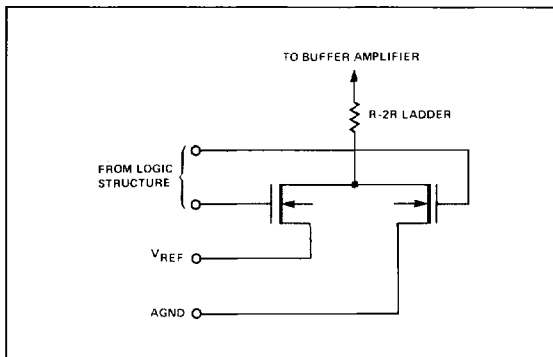 TO BUFFER AMPLIFIER
R-2R LADDER
FROM LOGIC
STRUCTURE
VREF
AGND